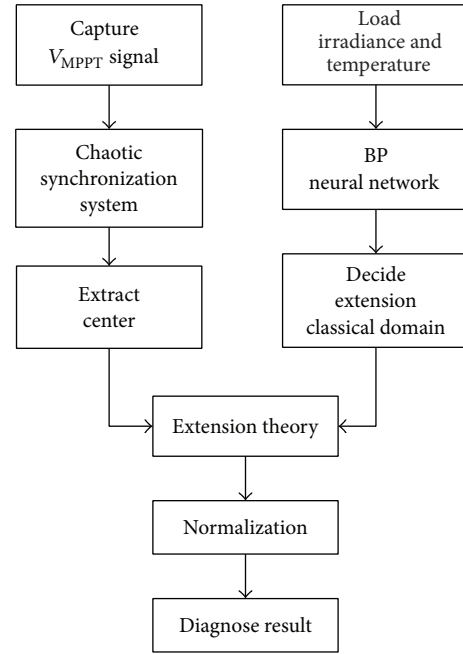 Capture
V_MPPT signal
Chaotic
synchronization
system
Extract
center
Load
irradiance and
temperature
BP
neural network
Decide
extension
classical domain
Extension theory
Normalization
Diagnose result